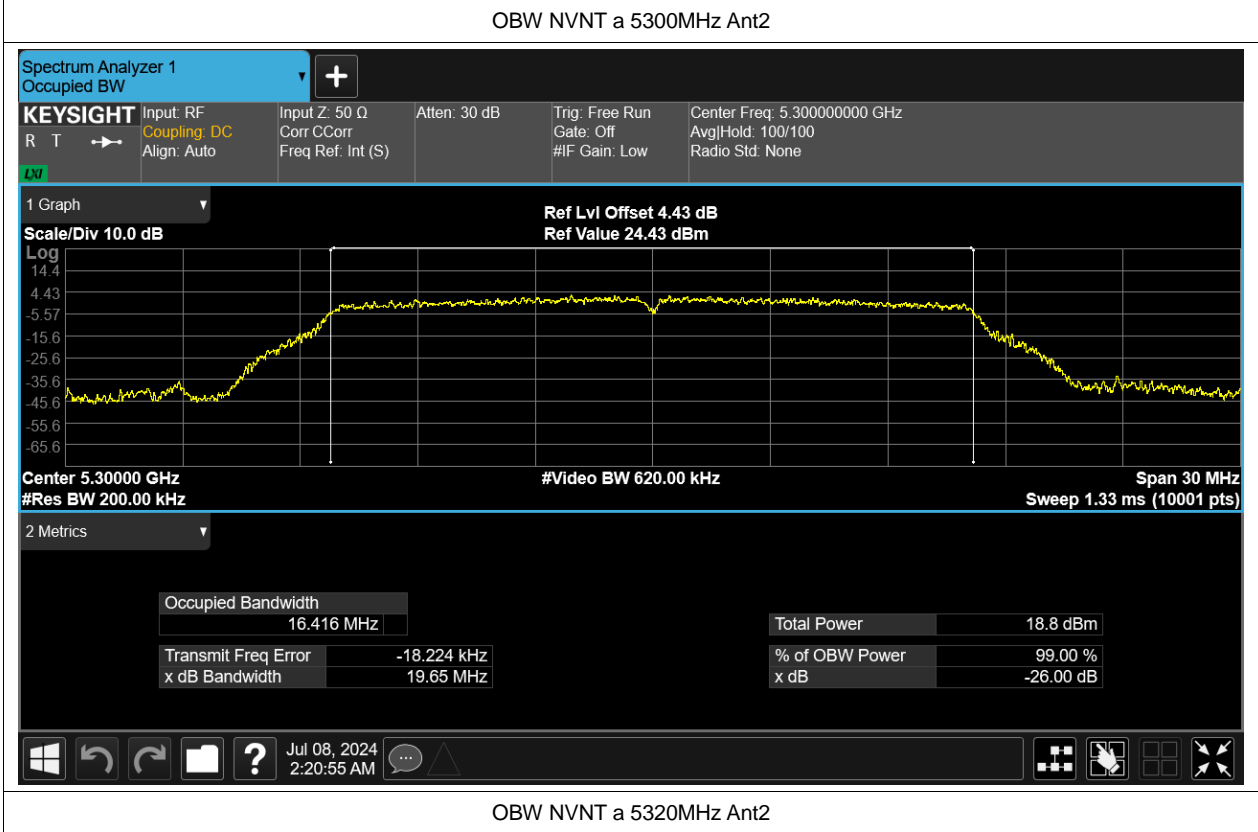 OBW NVNT a 5300MHz Ant2
Spectrum Analyzer 1
Occupied BW
KEYSIGHT
R T
LXI
Input: RF
Coupling: DC
Align: Auto
Input Z: 50 Ω
Corr CCorr
Freq Ref: Int (S)
Atten: 30 dB
Trig: Free Run
Gate: Off
#IF Gain: Low
Center Freq: 5.300000000 GHz
Avg|Hold: 100/100
Radio Std: None
1 Graph
Scale/Div 10.0 dB
Ref Lvl Offset 4.43 dB
Ref Value 24.43 dBm
Log
14.4
4.43
-5.57
-15.6
-25.6
-35.6
-45.6
-55.6
-65.6
Center 5.30000 GHz
#Video BW 620.00 kHz
Span 30 MHz
#Res BW 200.00 kHz
Sweep 1.33 ms (10001 pts)
2 Metrics
Occupied Bandwidth
16.416 MHz
Total Power 18.8 dBm
Transmit Freq Error -18.224 kHz
% of OBW Power 99.00 %
x dB Bandwidth 19.65 MHz
x dB -26.00 dB
Jul 08, 2024
2:20:55 AM
OBW NVNT a 5320MHz Ant2